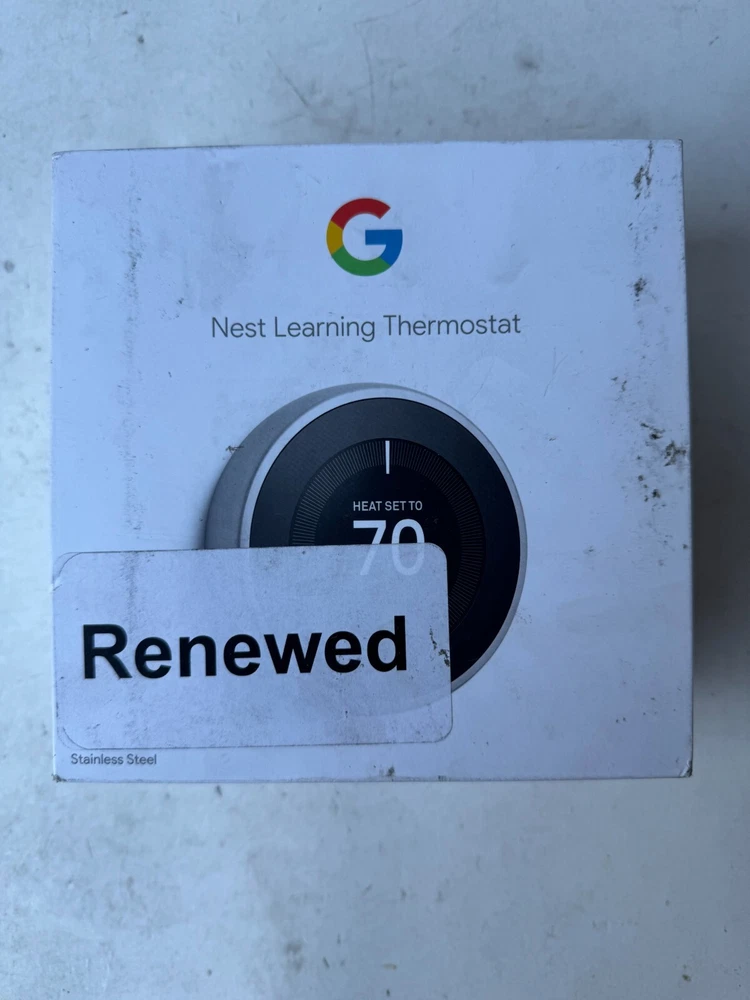 Nest Learning Thermostat
HEAT SET TO
70
Renewed
Stainless Steel